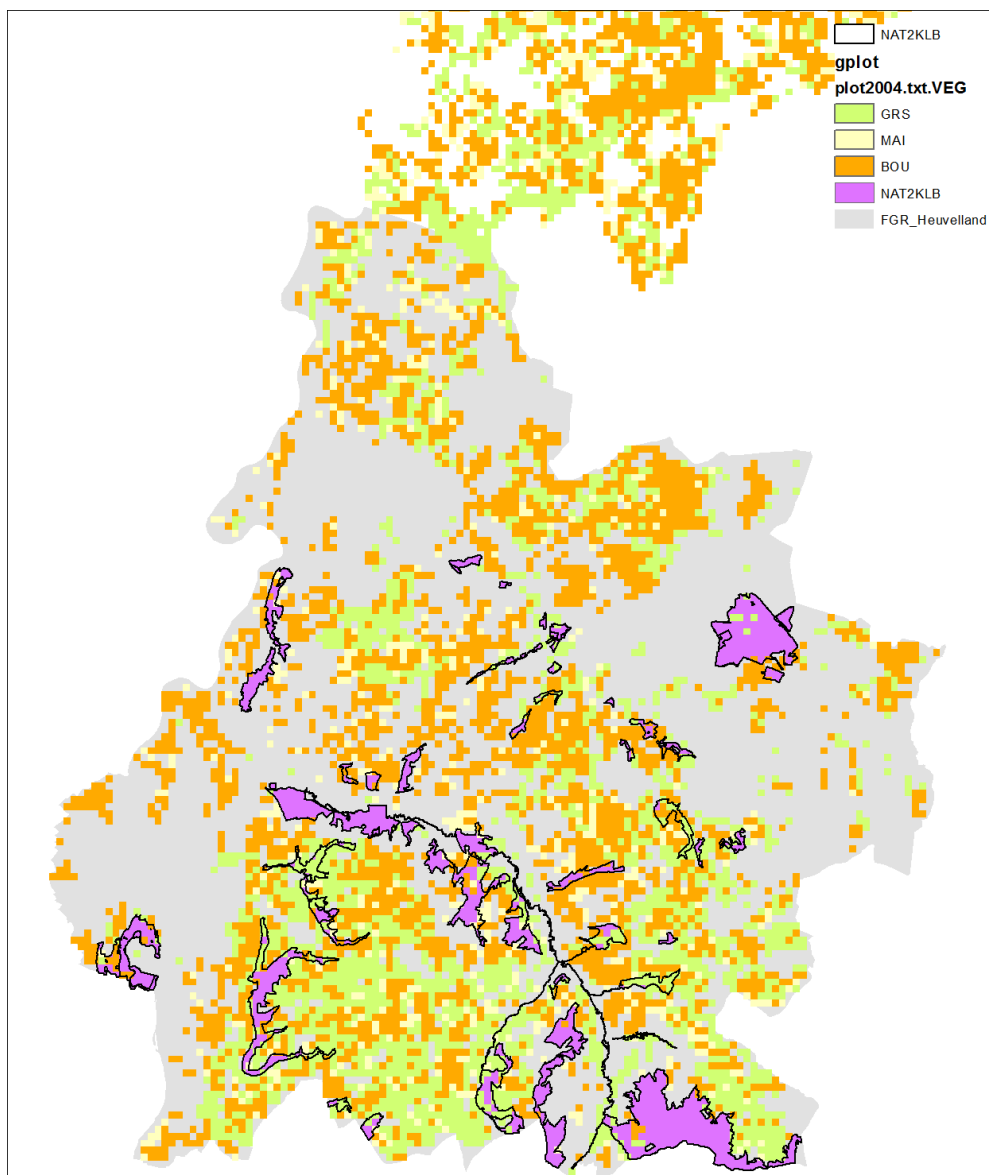 NAT2KLB
gplot
plot2004.txt.VEG
GRS
MAI
BOU
NAT2KLB
FGR_Heuvelland